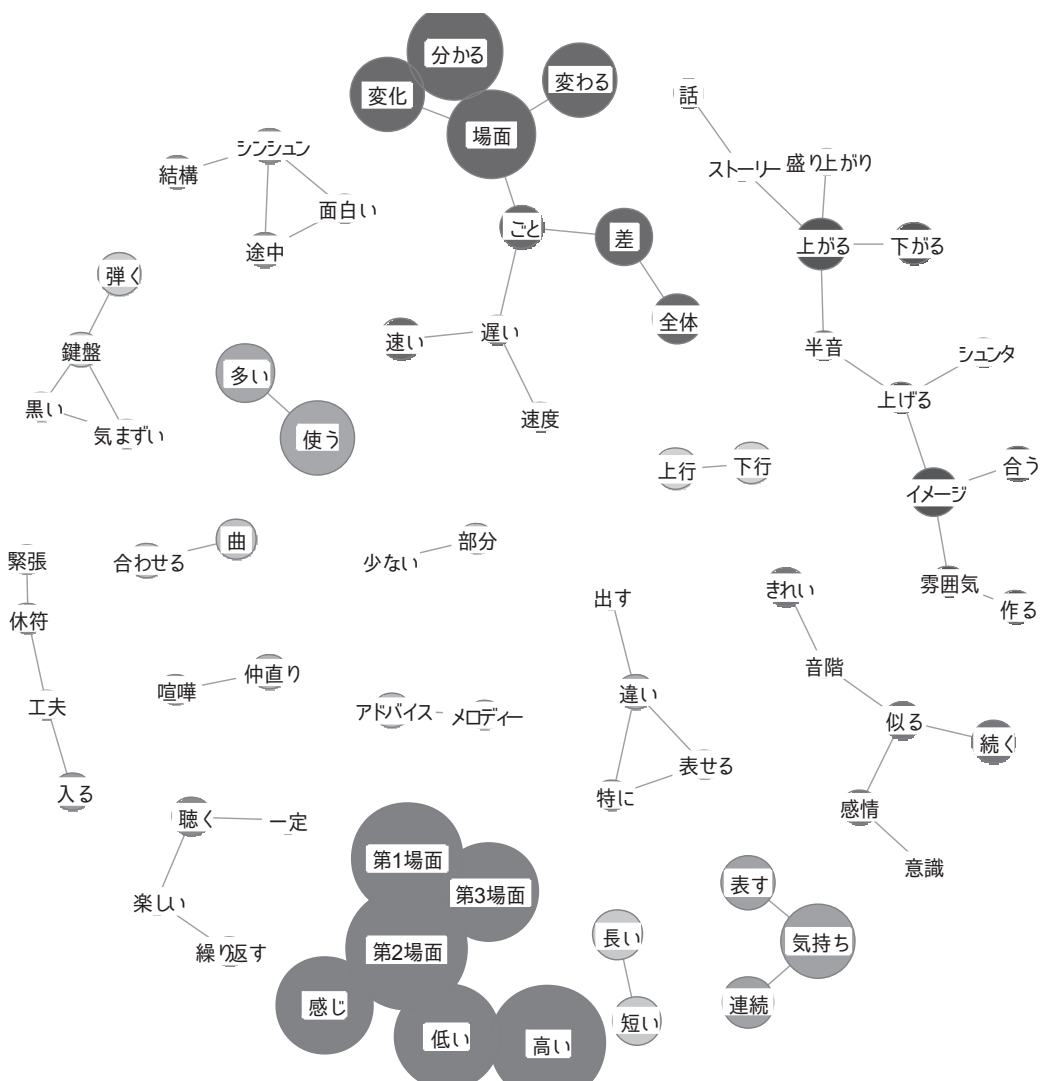 分かる
変化
変わる
場面
話
シンシュン
結構
ストーリー
盛り上がり
面白い
ごと
差
途中
上がる
下がる
弾く
全体
速い
遅い
鍵盤
半音
シュンタ
多い
黒い
気まずい
速度
上げる
使う
上行
下行
合う
イメージ
曲
部分
緊張
合わせる
少ない
きれい
雰囲気
作る
休符
出す
音階
喧嘩
仲直り
違い
工夫
アドバイス
メロディー
似る
続く
表せる
入る
特に
聴く
一定
感情
第1場面
意識
第3場面
表す
楽しい
長い
気持ち
繰り返す
第2場面
感じ
連続
短い
低い
高い